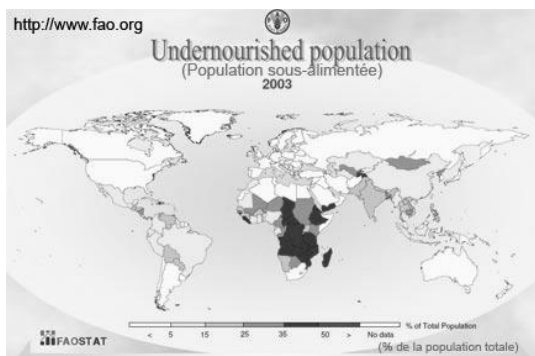 http://www.fao.org
Undernourished population
(Population sous-alimentée)
2003
% of Total Population
< 5 15 25 35 50 > No data
FAOSTAT
(% de la population totale)